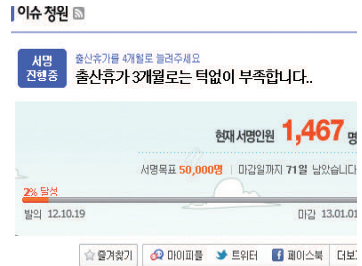 이슈 정원
서명
진행중
출산휴가를 4개월로 늘려주세요
출산휴가 3개월로는 턱없이 부족합니다..
현재 서명인원 1,467 명
서명목표 50,000명 | 마감일까지 71일 남았습니다
2% 달성
발의 12.10.19
마감 13.01.01
즐겨찾기
마이피플
트위터
페이스북
더보